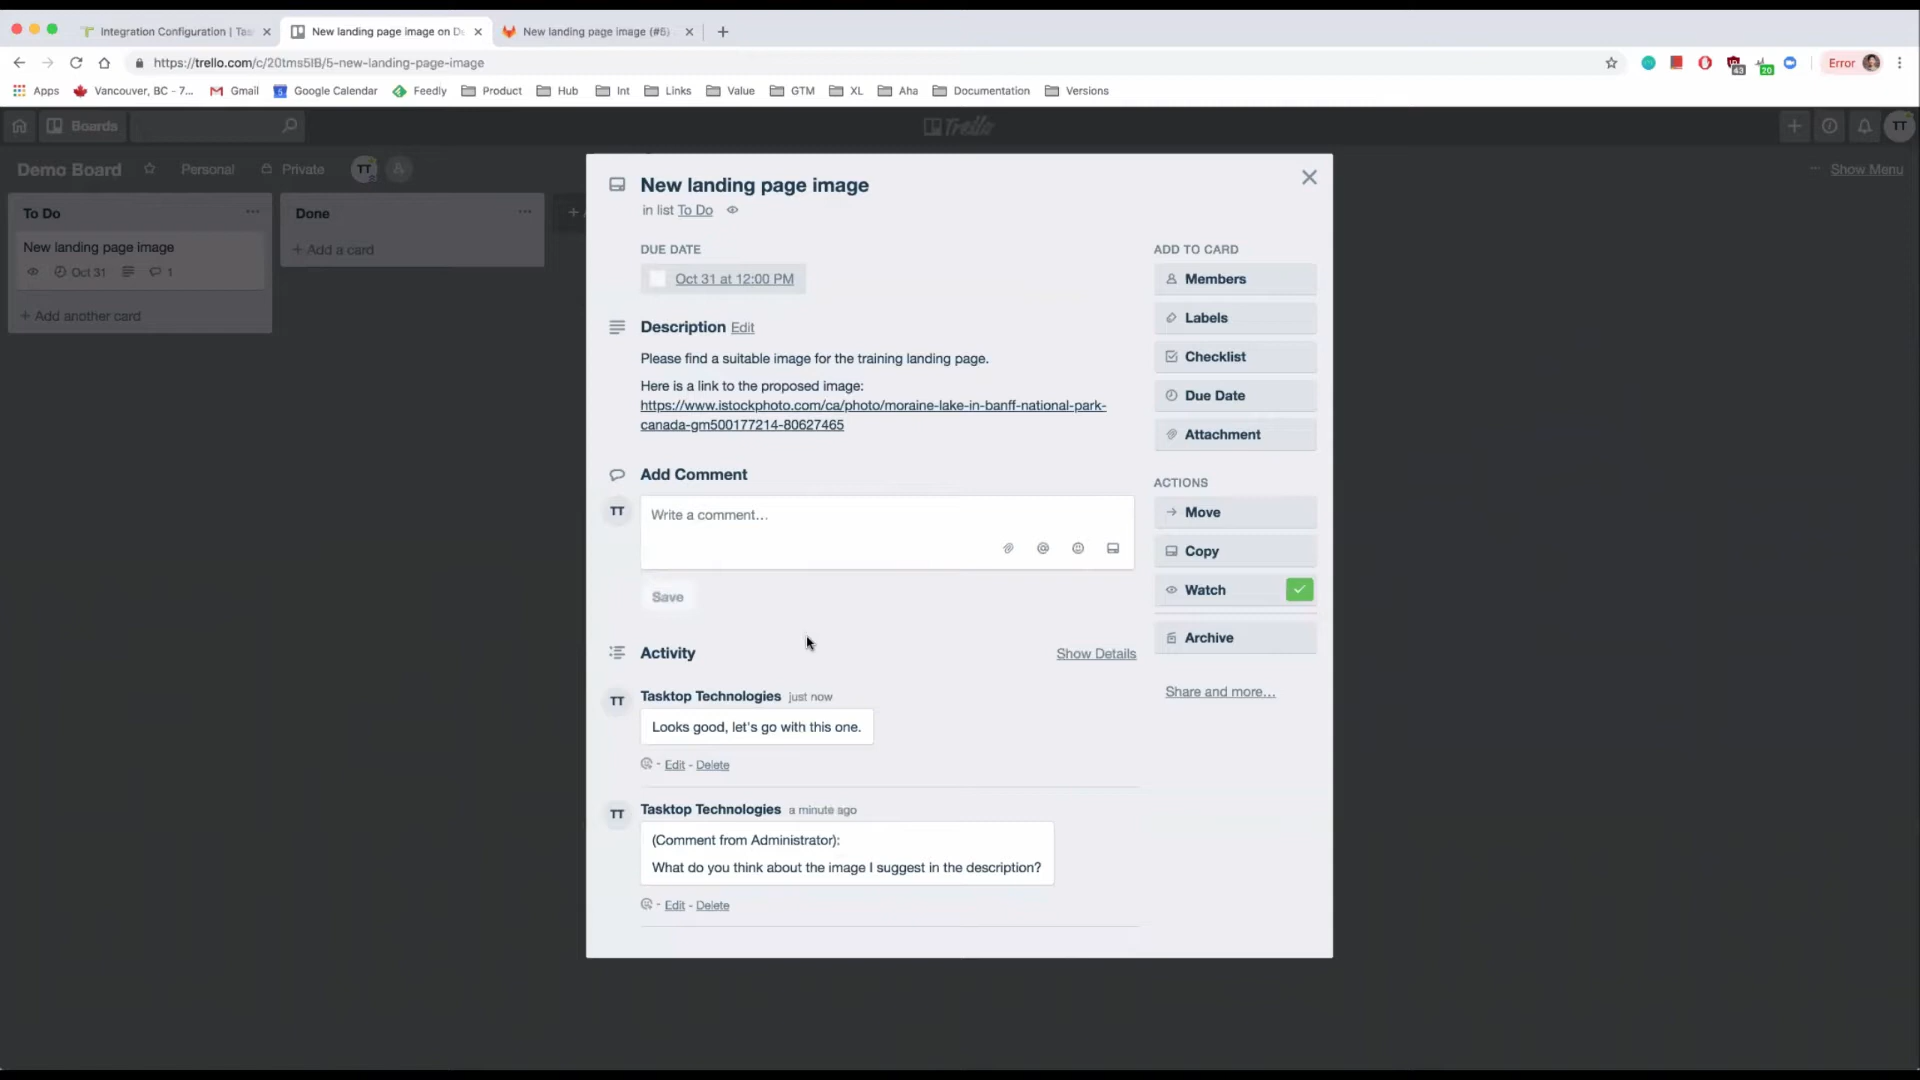 Integration Configuration | Tas
New landing page image on De
New landing page image (#5)
https://trello.com/c/20tms5lB/5-new-landing-page-image
43
20
Error
Apps
Vancouver, BC - 7...
Gmail
Google Calendar
Feedly
Product
Hub
Int
Links
Value
GTM
XL
Aha
Documentation
Versions
Boards
Trello
TT
Demo Board
Personal
Private
TT
Show Menu
To Do
New landing page image
Oct 31
1
+ Add another card
Done
+ Add a card
New landing page image
in list To Do
DUE DATE
Oct 31 at 12:00 PM
Description Edit
Please find a suitable image for the training landing page.
Here is a link to the proposed image:
https://www.istockphoto.com/ca/photo/moraine-lake-in-banff-national-park-
canada-gm500177214-80627465
Add Comment
TT
Write a comment…
Save
Activity
Show Details
TT
Tasktop Technologies just now
Looks good, let's go with this one.
- Edit - Delete
TT
Tasktop Technologies a minute ago
(Comment from Administrator):
What do you think about the image I suggest in the description?
- Edit - Delete
ADD TO CARD
Members
Labels
Checklist
Due Date
Attachment
ACTIONS
Move
Copy
Watch
Archive
Share and more…